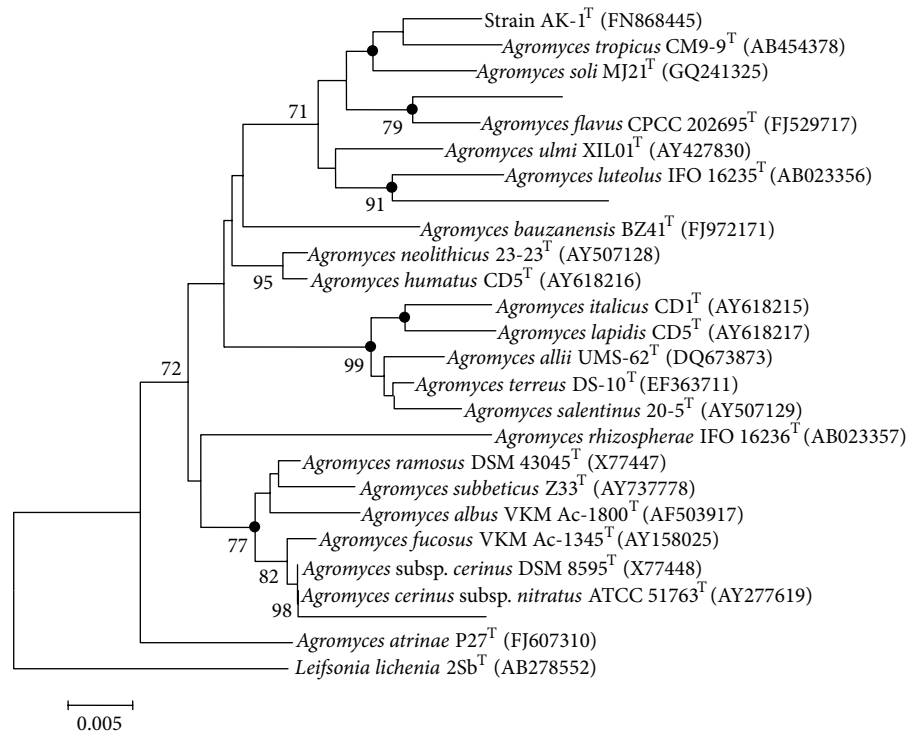 Strain AK-1T (FN868445)
Agromyces tropicus CM9-9T (AB454378)
Agromyces soli MJ21T (GQ241325)
71
79
Agromyces flavus CPCC 202695T (FJ529717)
Agromyces ulmi XIL01T (AY427830)
Agromyces luteolus IFO 16235T (AB023356)
91
Agromyces bauzanensis BZ41T (FJ972171)
Agromyces neolithicus 23-23T (AY507128)
95
Agromyces humatus CD5T (AY618216)
Agromyces italicus CD1T (AY618215)
Agromyces lapidis CD5T (AY618217)
99
Agromyces allii UMS-62T (DQ673873)
72
Agromyces terreus DS-10T (EF363711)
Agromyces salentinus 20-5T (AY507129)
Agromyces rhizospherae IFO 16236T (AB023357)
Agromyces ramosus DSM 43045T (X77447)
Agromyces subbeticus Z33T (AY737778)
Agromyces albus VKM Ac-1800T (AF503917)
77
Agromyces fucosus VKM Ac-1345T (AY158025)
82
Agromyces subsp. cerinus DSM 8595T (X77448)
Agromyces cerinus subsp. nitratus ATCC 51763T (AY277619)
98
Agromyces atrinae P27T (FJ607310)
Leifsonia lichenia 2SbT (AB278552)
0.005